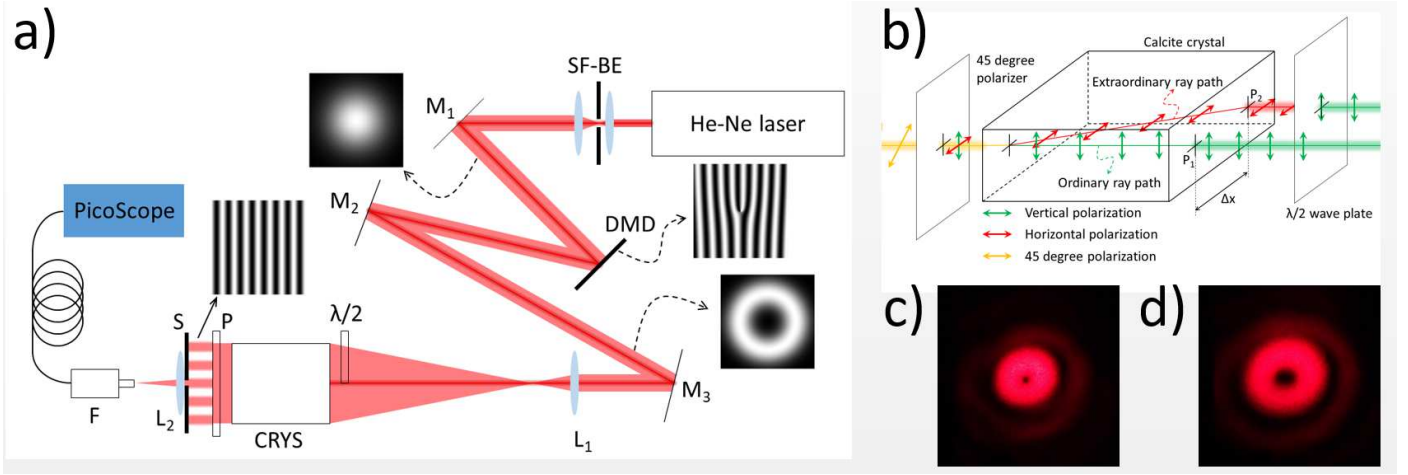 a)
SF-BE
He-Ne laser
M1
M2
PicoScope
DMD
S
P
λ/2
F
L2
CRYS
L1
M3
b)
Calcite crystal
45 degree
polarizer
Extraordinary ray path
P2
P1
Ordinary ray path
Δx
λ/2 wave plate
Vertical polarization
Horizontal polarization
45 degree polarization
c)
d)